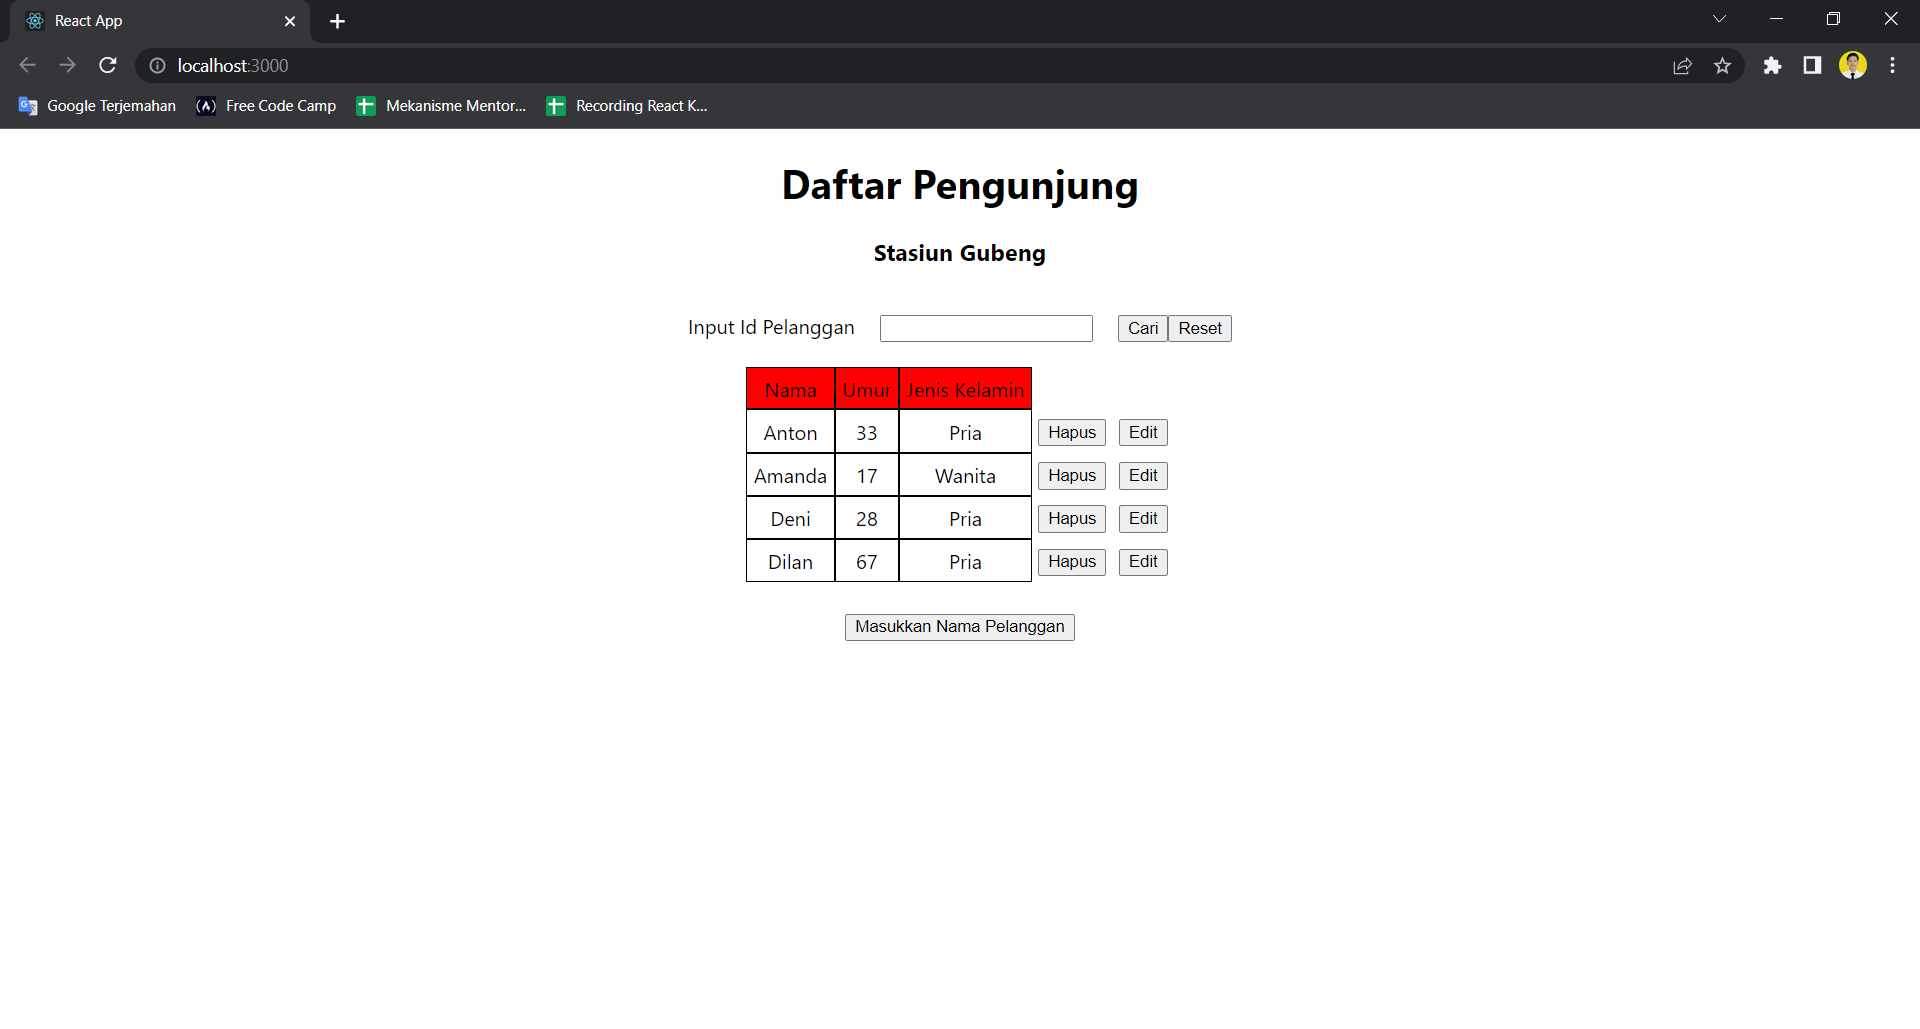 React App
localhost:3000
Google Terjemahan Free Code Camp Mekanisme Mentor... Recording React K...
Daftar Pengunjung
Stasiun Gubeng
Input Id Pelanggan Cari Reset
Nama Umur Jenis Kelamin
Anton 33 Pria Hapus Edit
Amanda 17 Wanita Hapus Edit
Deni 28 Pria Hapus Edit
Dilan 67 Pria Hapus Edit
Masukkan Nama Pelanggan